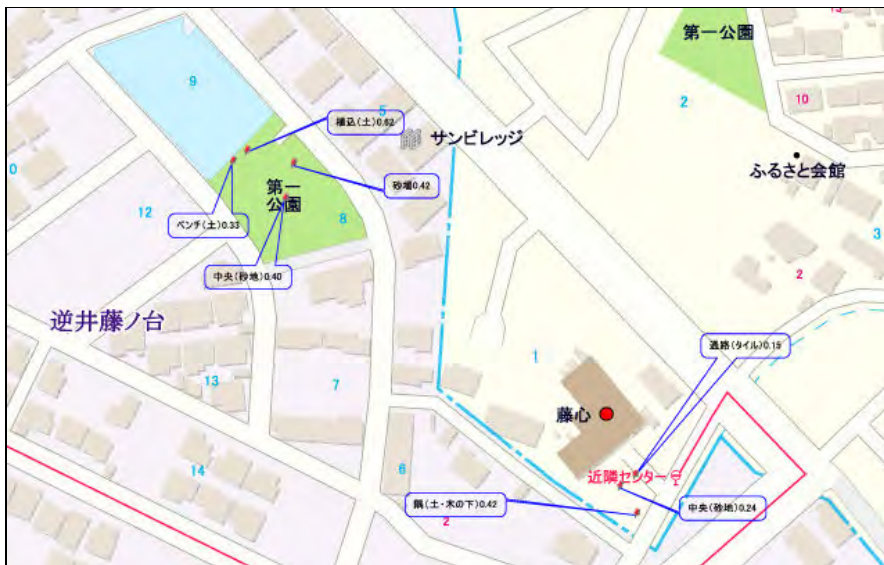 第一公園
13
9
10
2
5
植込(土)0.62
サンビレッジ
ふるさと会館
0
砂場0.42
12
第一
公園
8
ベンチ(土)0.33
3
中央(砂地)0.40
2
逆井藤ノ台
通路(タイル)0.15
1
13
7
藤心
14
6
近隣センター
隅(土・木の下)0.42
中央(砂地)0.24
2